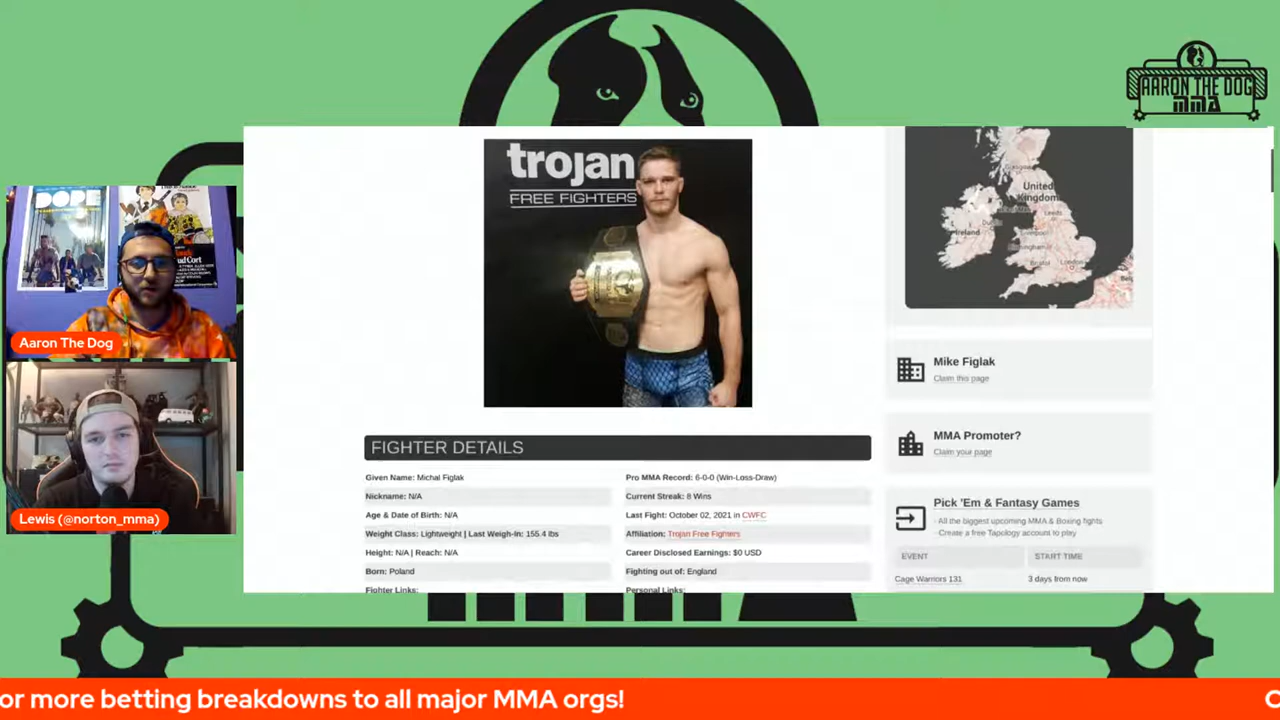 AARON THE DOG
MMA
DOPE
Aaron The Dog
Lewis (@norton_mma)
trojan
FREE FIGHTERS
United
Kingdom
Leeds
Ireland
Bristol
London
Mike Figlak
Claim this page
MMA Promoter?
Claim your page
Pick 'Em & Fantasy Games
- All the biggest upcoming MMA & Boxing fights
- Create a free Tapology account to play
EVENT START TIME
Cage Warriors 131 3 days from now
FIGHTER DETAILS
Given Name: Michal Figlak Pro MMA Record: 6-0-0 (Win-Loss-Draw)
Nickname: N/A Current Streak: 8 Wins
Age & Date of Birth: N/A Last Fight: October 02, 2021 in CWFC
Weight Class: Lightweight | Last Weigh-In: 155.4 lbs Affiliation: Trojan Free Fighters
Height: N/A | Reach: N/A Career Disclosed Earnings: $0 USD
Born: Poland Fighting out of: England
Fighter Links: Personal Links:
or more betting breakdowns to all major MMA orgs!